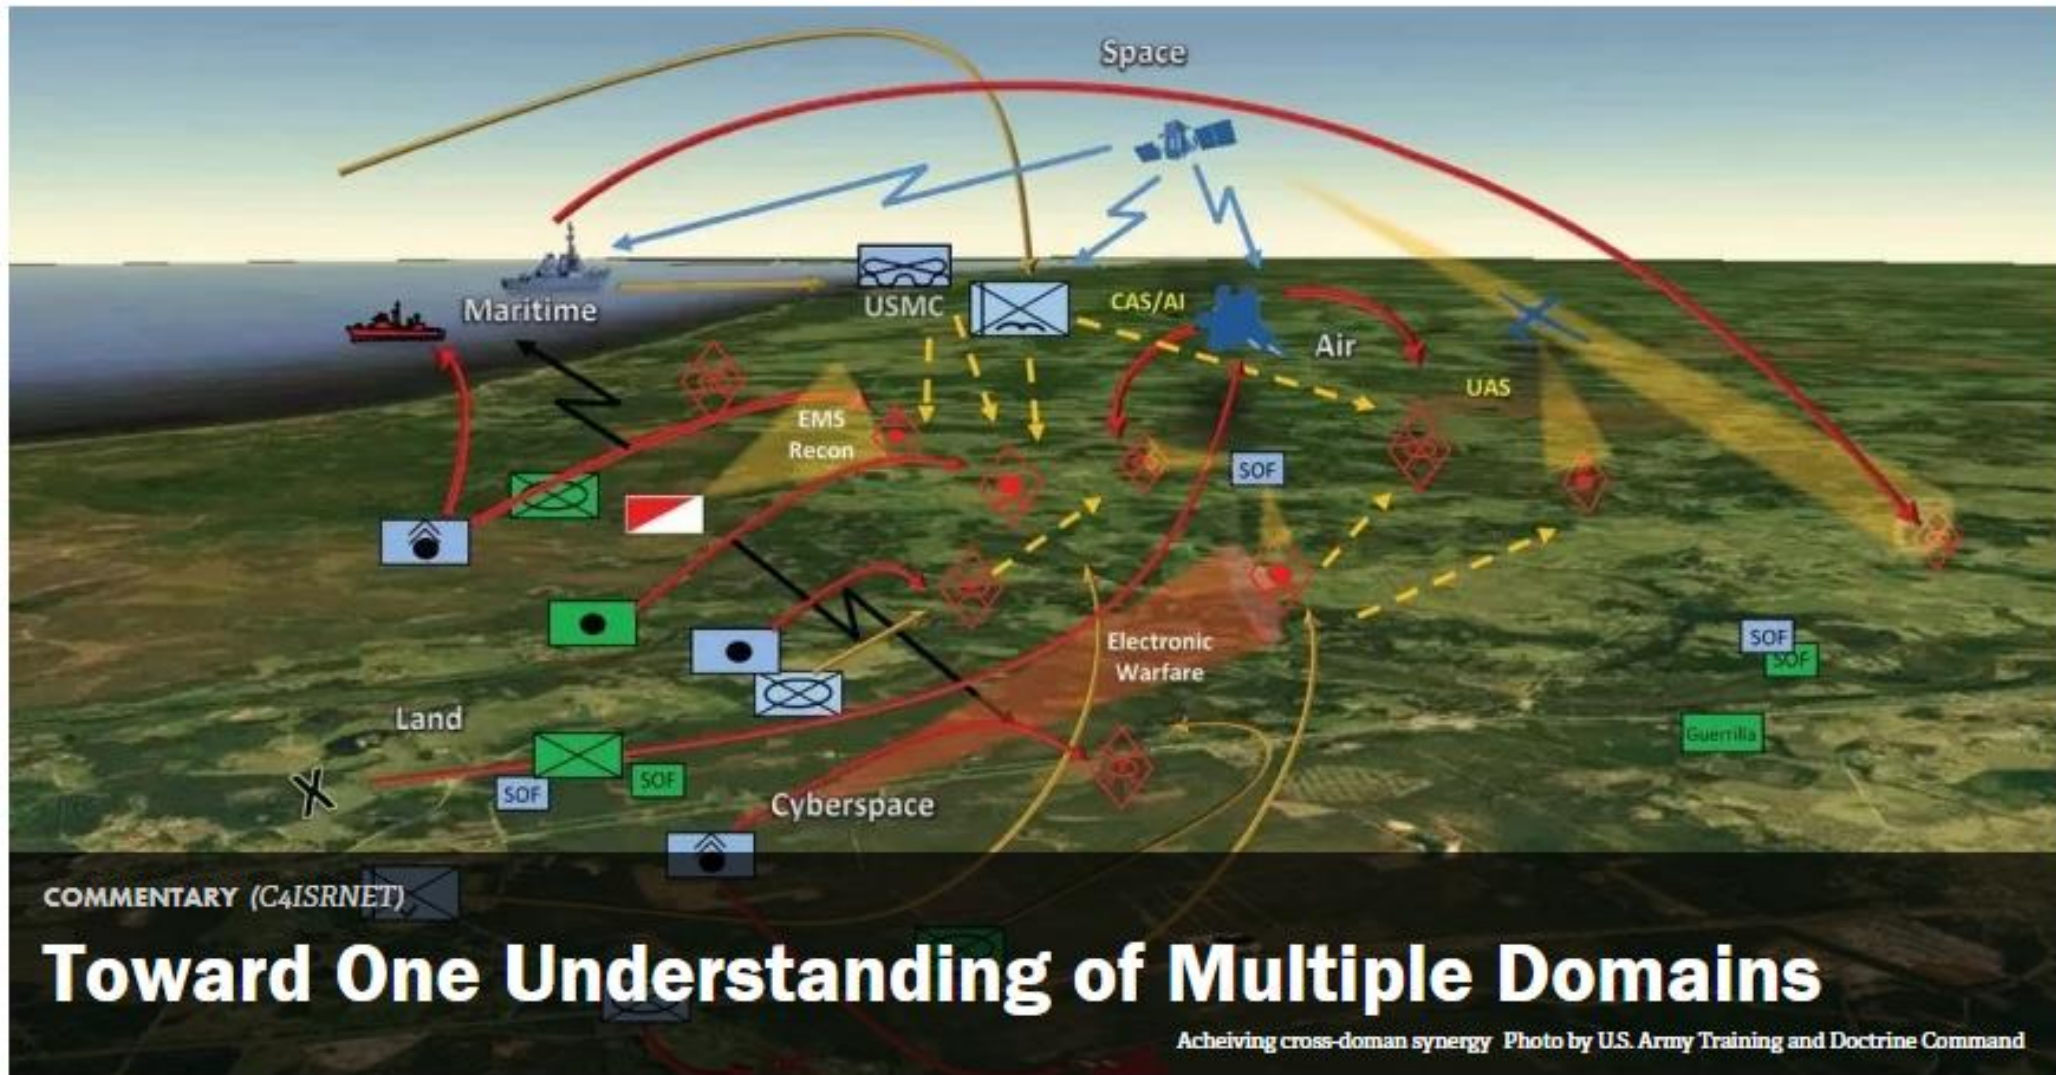 Space
Maritime
USMC
CAS/AI
Air
UAS
EMS
Recon
SOF
Electronic
Warfare
SOF
SOF
Land
Guertilla
SOF
SOF
Cyberspace
COMMENTARY (C4ISRNET)
Toward One Understanding of Multiple Domains
Acheiving cross-doman synergy Photo by U.S. Army Training and Doctrine Command